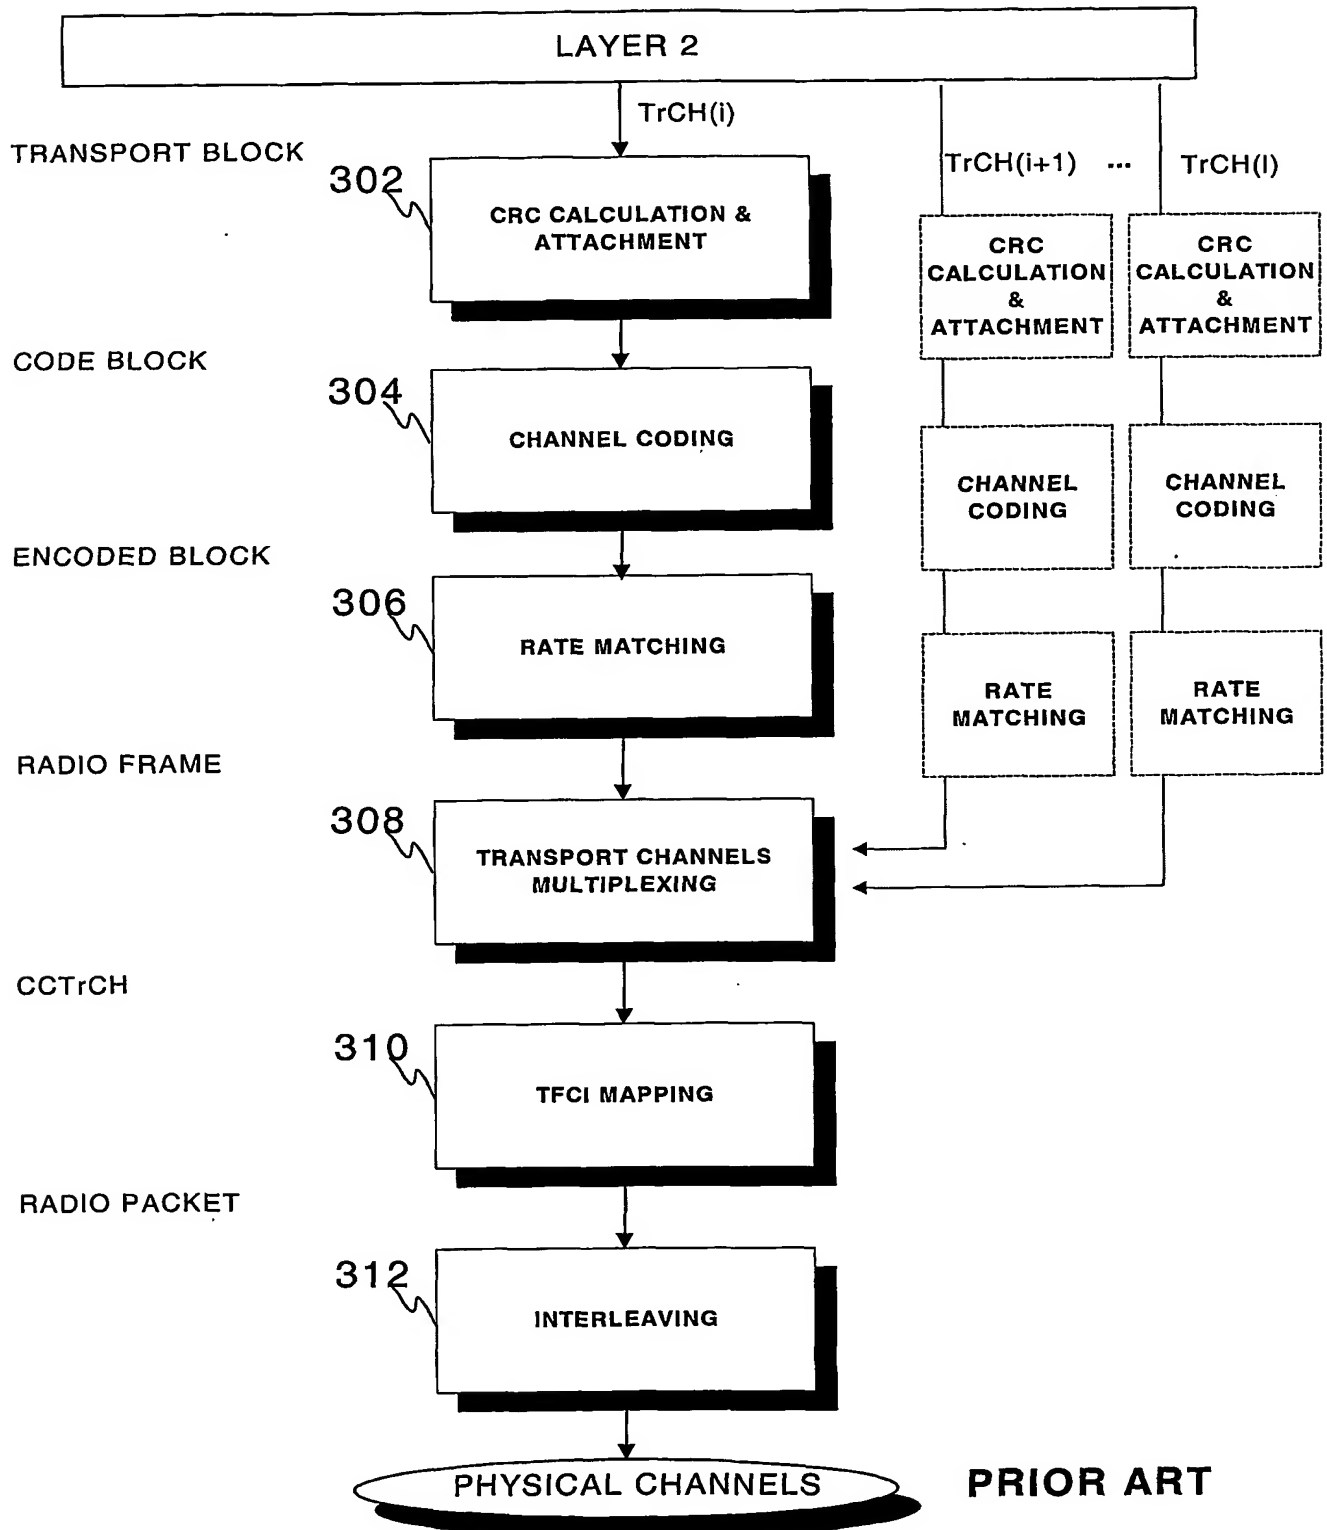 LAYER 2
TrCH(i)
TRANSPORT BLOCK
TrCH(i+1) ... TrCH(I)
302
CRC CALCULATION &
ATTACHMENT
CRC
CALCULATION
&
ATTACHMENT
CRC
CALCULATION
&
ATTACHMENT
CODE BLOCK
304
CHANNEL CODING
CHANNEL
CODING
CHANNEL
CODING
ENCODED BLOCK
306
RATE MATCHING
RATE
MATCHING
RATE
MATCHING
RADIO FRAME
308
TRANSPORT CHANNELS
MULTIPLEXING
CCTrCH
310
TFCI MAPPING
RADIO PACKET
312
INTERLEAVING
PHYSICAL CHANNELS
PRIOR ART